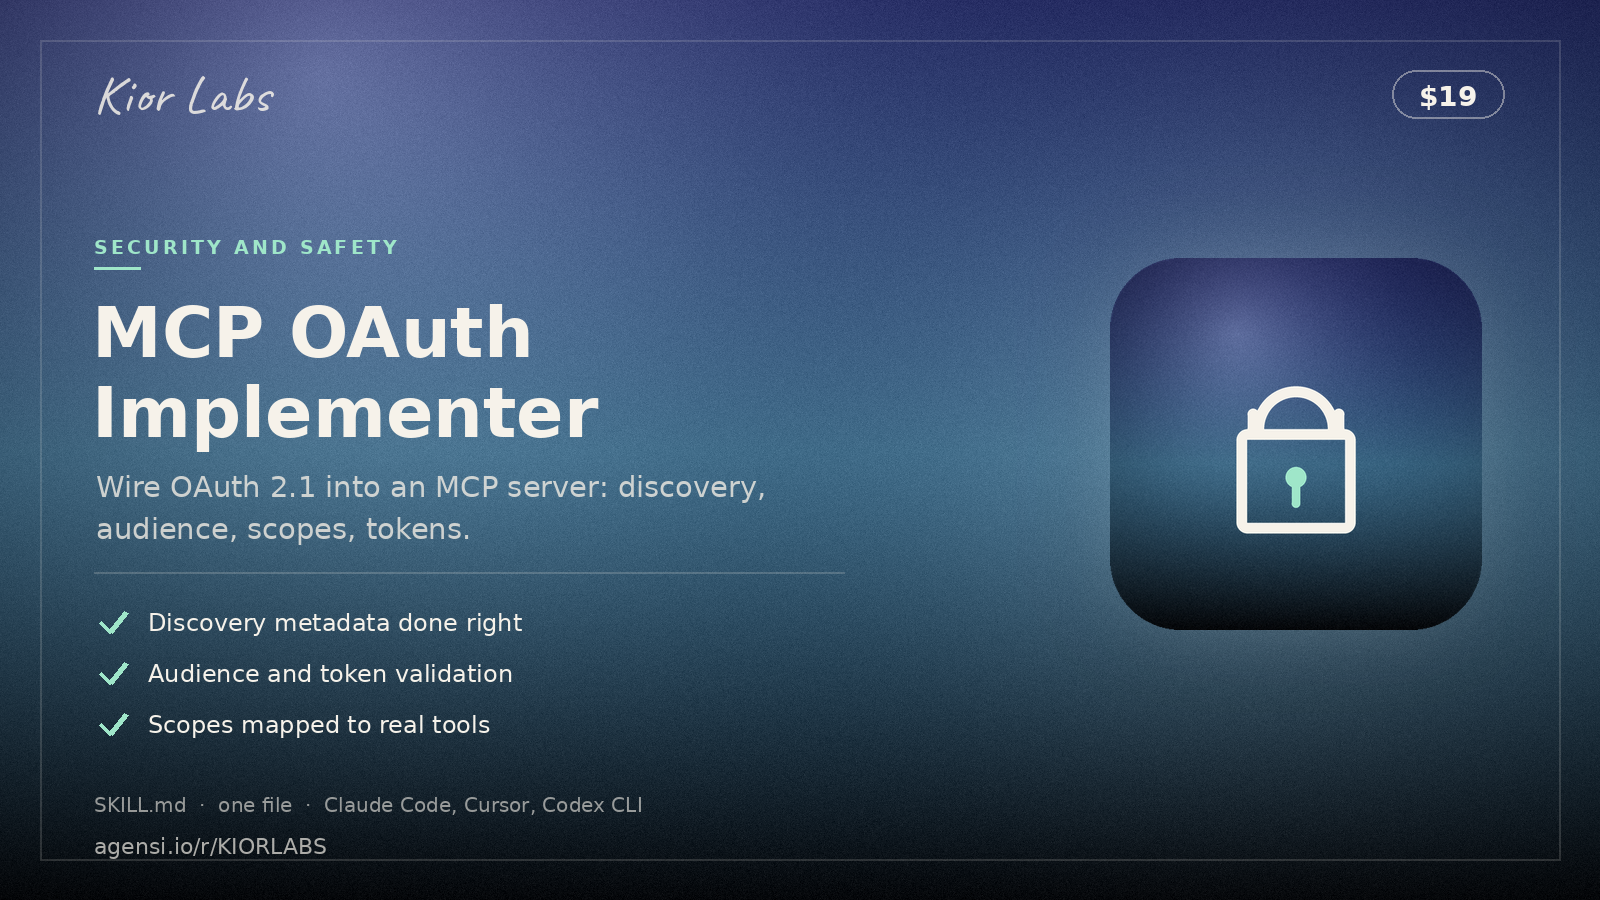 Kior Labs
$19
SECURITY AND SAFETY
MCP OAuth
Implementer
Wire OAuth 2.1 into an MCP server: discovery,
audience, scopes, tokens.
Discovery metadata done right
Audience and token validation
Scopes mapped to real tools
SKILL.md · one file · Claude Code, Cursor, Codex CLI
agensi.io/r/KIORLABS